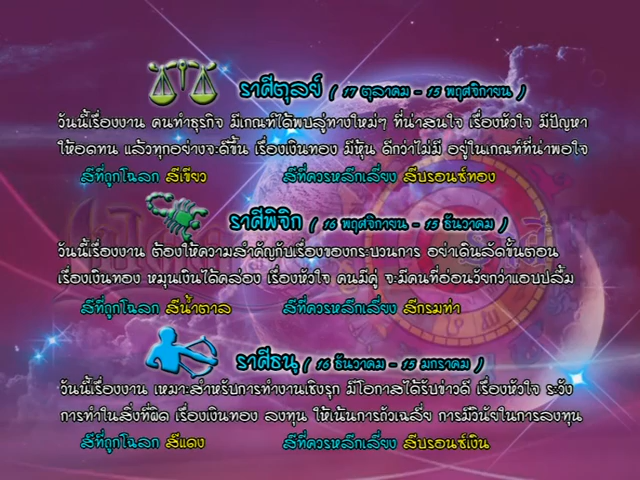 ราศีตุลย์ ( 17 ตุลาคม - 15 พฤศจิกายน )
วันนี้เรื่องงาน คนทำธุรกิจ มีเกณฑ์ได้พบลู่ทางใหม่ๆ ที่น่าสนใจ เรื่องหัวใจ มีปัญหา
ให้อดทน แล้วทุกอย่างจะดีขึ้น เรื่องเงินทอง มีหุ้น ดีกว่าไม่มี อยู่ในเกณฑ์ที่น่าพอใจ
สีที่ถูกโฉลก สีเขียว สีที่ควรหลีกเลี่ยง สีบรอนซ์ทอง
ราศีพิจิก ( 16 พฤศจิกายน - 15 ธันวาคม )
วันนี้เรื่องงาน ต้องให้ความสำคัญกับเรื่องของกระบวนการ อย่าเดินลัดขั้นตอน
เรื่องเงินทอง หมุนเงินได้คล่อง เรื่องหัวใจ คนมีคู่ จะมีคนที่อ่อนวัยกว่าแอบปลื้ม
สีที่ถูกโฉลก สีน้ำตาล สีที่ควรหลีกเลี่ยง สีกรมท่า
ราศีธนู ( 16 ธันวาคม - 15 มกราคม )
วันนี้เรื่องงาน เหมาะสำหรับการทำงานเชิงรุก มีโอกาสได้รับข่าวดี เรื่องหัวใจ ระวัง
การทำในสิ่งที่ผิด เรื่องเงินทอง ลงทุน ให้เน้นการถัวเฉลี่ย การมีวินัยในการลงทุน
สีที่ถูกโฉลก สีแดง สีที่ควรหลีกเลี่ยง สีบรอนซ์เงิน